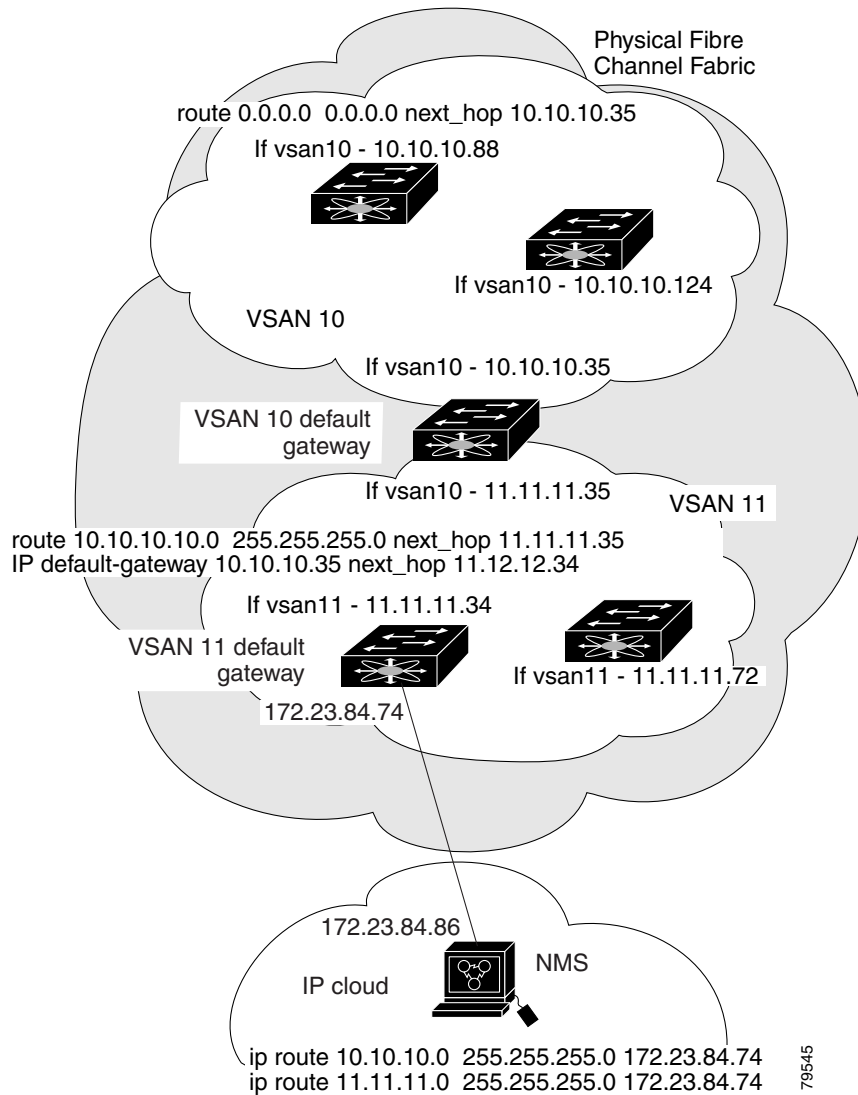 Physical Fibre
Channel Fabric
route 0.0.0.0 0.0.0.0 next_hop 10.10.10.35
If vsan10 - 10.10.10.88
If vsan10 - 10.10.10.124
VSAN 10
If vsan10 - 10.10.10.35
VSAN 10 default
gateway
If vsan10 - 11.11.11.35
VSAN 11
route 10.10.10.10.0 255.255.255.0 next_hop 11.11.11.35
IP default-gateway 10.10.10.35 next_hop 11.12.12.34
If vsan11 - 11.11.11.34
VSAN 11 default
gateway
If vsan11 - 11.11.11.72
172.23.84.74
172.23.84.86
NMS
IP cloud
ip route 10.10.10.0 255.255.255.0 172.23.84.74
ip route 11.11.11.0 255.255.255.0 172.23.84.74
79545